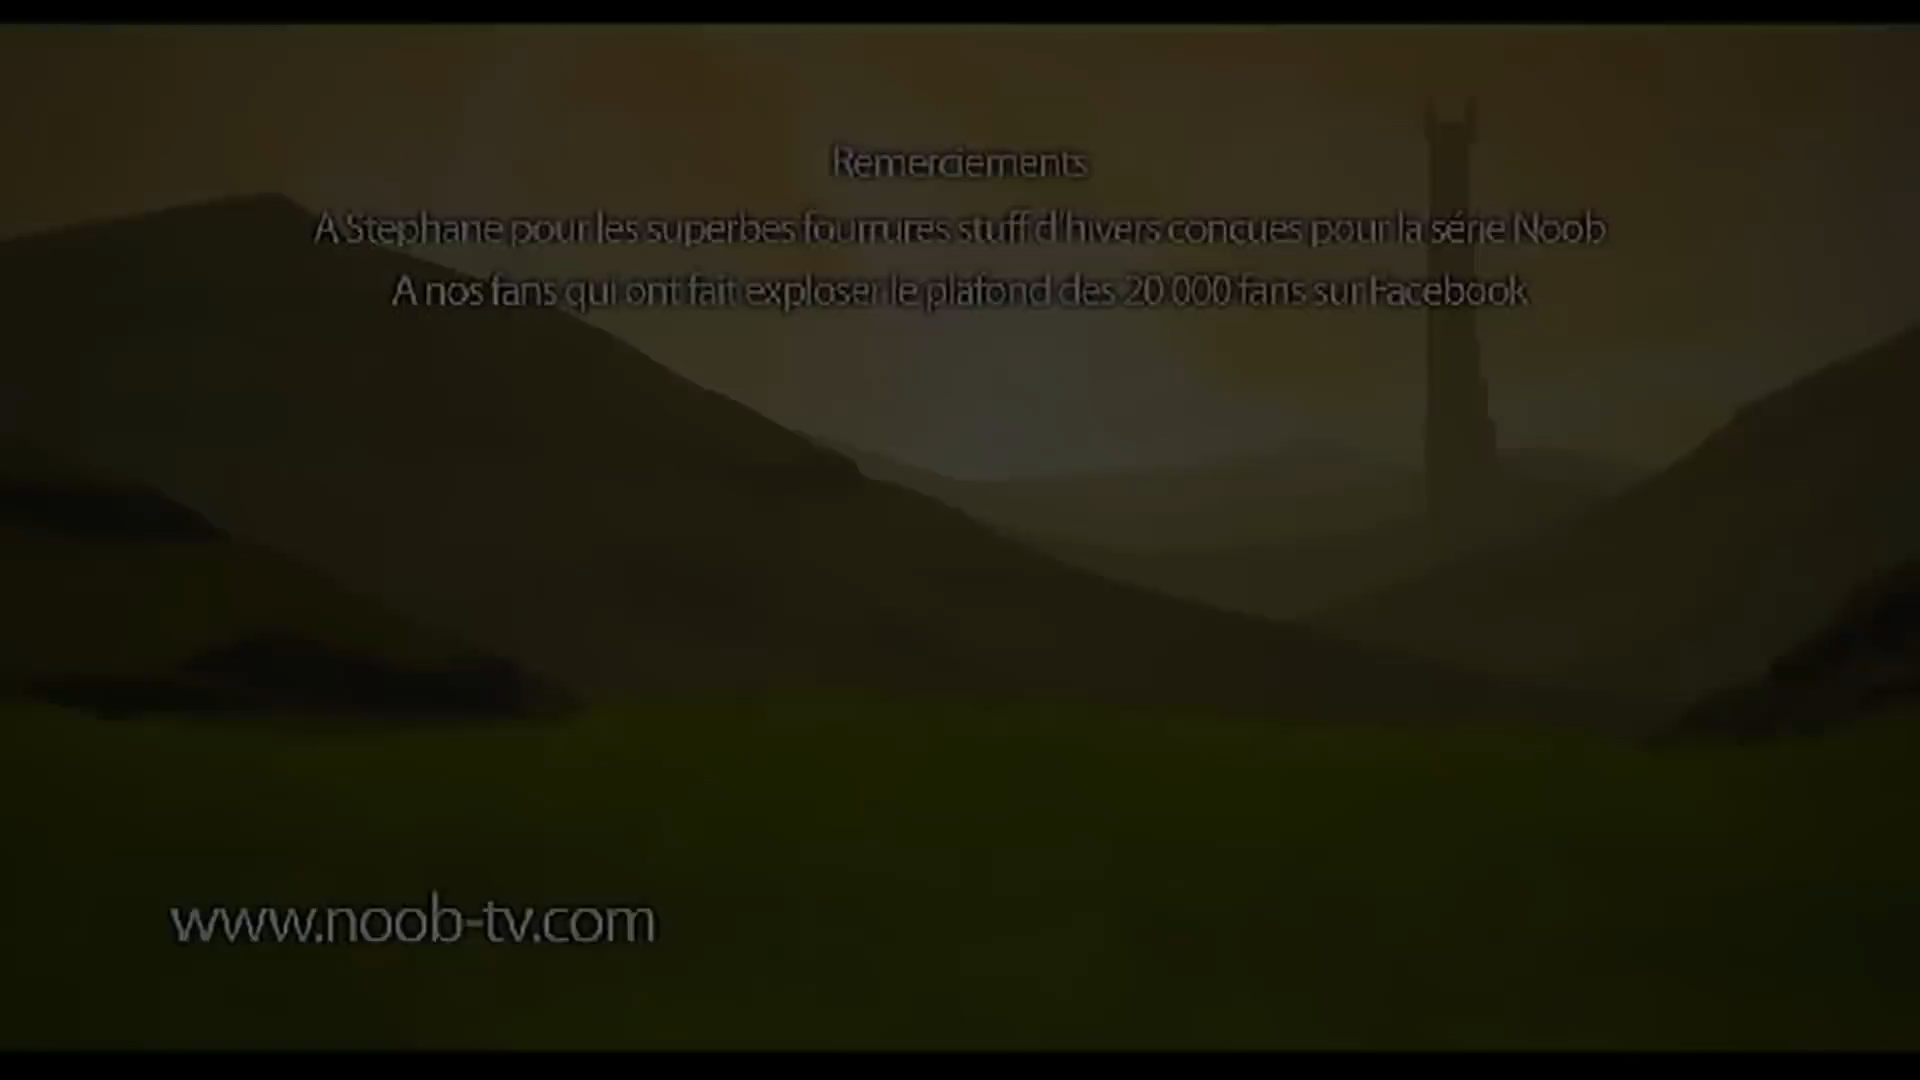 Remerciements
A Stephane pour les superbes fourrures stuff d'hivers concues pour la série Noob
A nos fans qui ont fait exploser le plafond des 20 000 fans sur Facebook
www.noob-tv.com